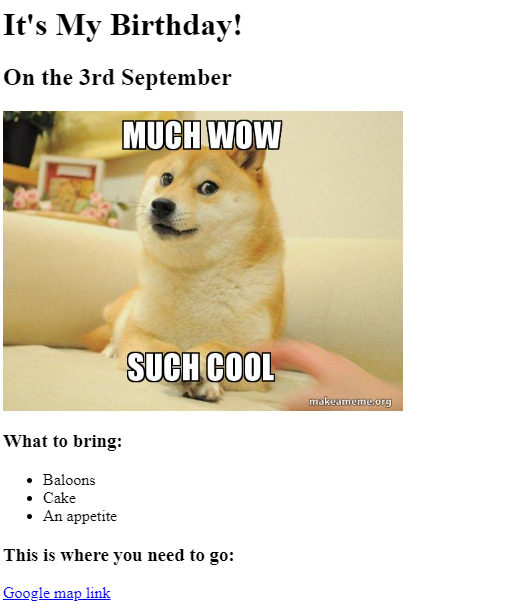 It's My Birthday!
On the 3rd September
MUCH WOW
SUCH COOL
makeameme.org
What to bring:
Baloons
Cake
An appetite
This is where you need to go:
Google map link